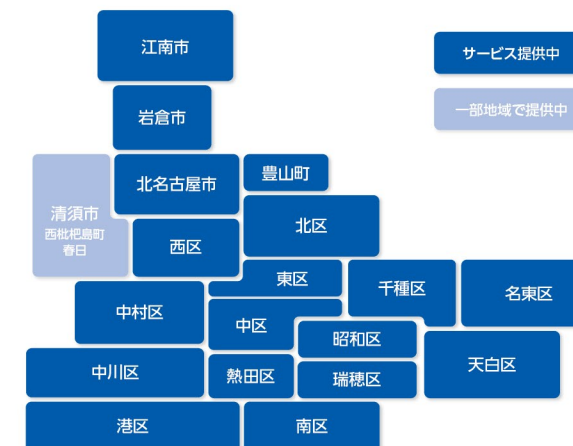 江南市
サービス提供中
岩倉市
一部地域で提供中
北名古屋市
豊山町
清須市
西枇杷島町
春日
西区
北区
東区
千種区
名東区
中村区
中区
昭和区
天白区
中川区
熱田区
瑞穂区
港区
南区